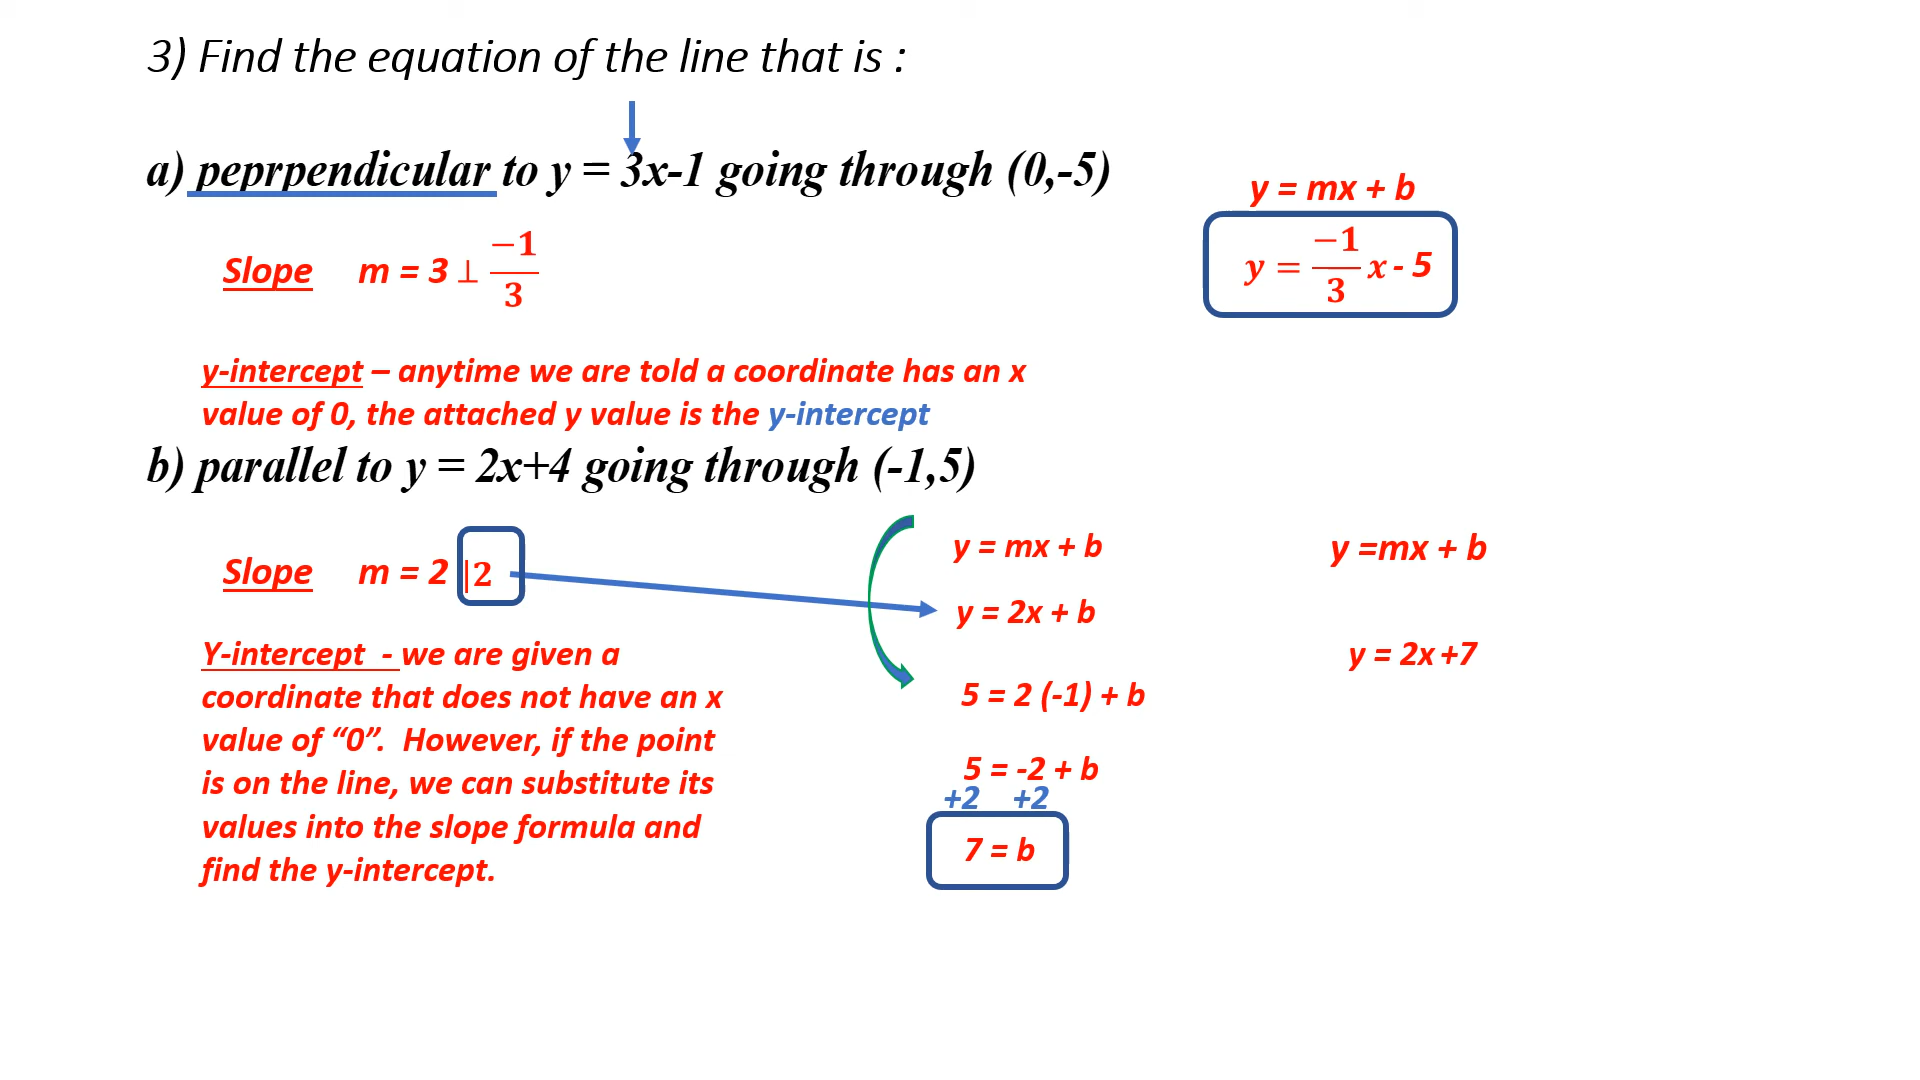 3) Find the equation of the line that is :
a) peprpendicular to y = 3x-1 going through (0,-5)
y = mx + b
Slope m = 3 ⊥ −1/3
y = −1/3 x - 5
y-intercept – anytime we are told a coordinate has an x
value of 0, the attached y value is the y-intercept
b) parallel to y = 2x+4 going through (-1,5)
Slope m = 2 |2
y = mx + b
y = 2x + b
5 = 2 (-1) + b
5 = -2 + b
+2 +2
7 = b
y =mx + b
y = 2x +7
Y-intercept - we are given a
coordinate that does not have an x
value of “0”. However, if the point
is on the line, we can substitute its
values into the slope formula and
find the y-intercept.